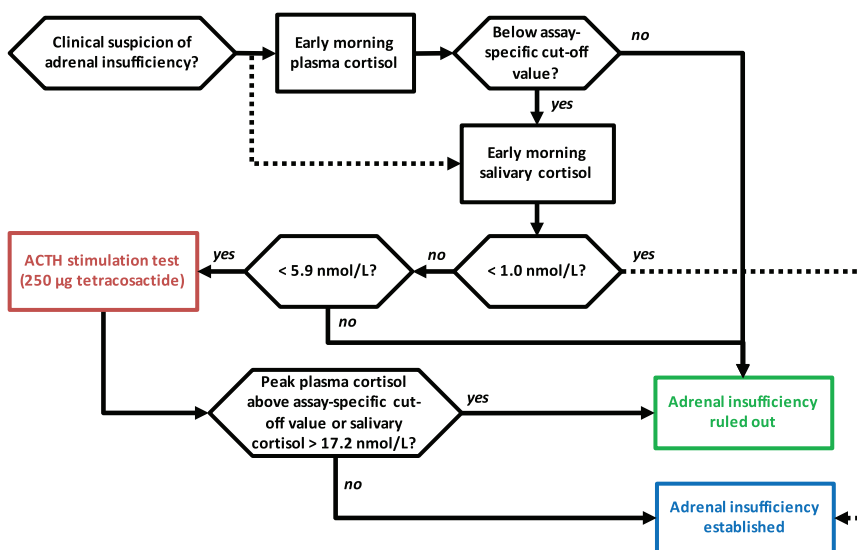 Clinical suspicion of
adrenal insufficiency?
Early morning
plasma cortisol
Below assay-
specific cut-off
value?
no
yes
Early morning
salivary cortisol
ACTH stimulation test
(250 µg tetracosactide)
yes
< 5.9 nmol/L?
no
< 1.0 nmol/L?
yes
no
Peak plasma cortisol
above assay-specific cut-
off value or salivary
cortisol > 17.2 nmol/L?
yes
Adrenal insufficiency
ruled out
no
Adrenal insufficiency
established